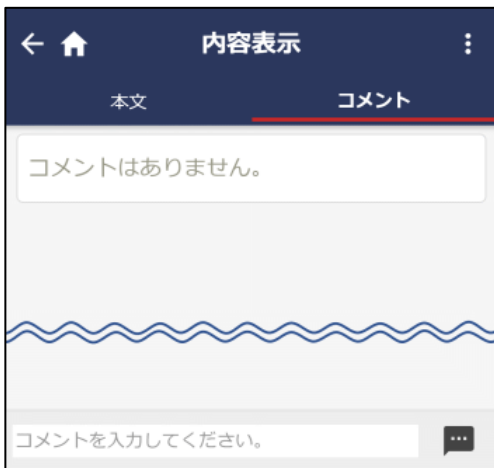 内容表示
本文
コメント
コメントはありません。
コメントを入力してください。